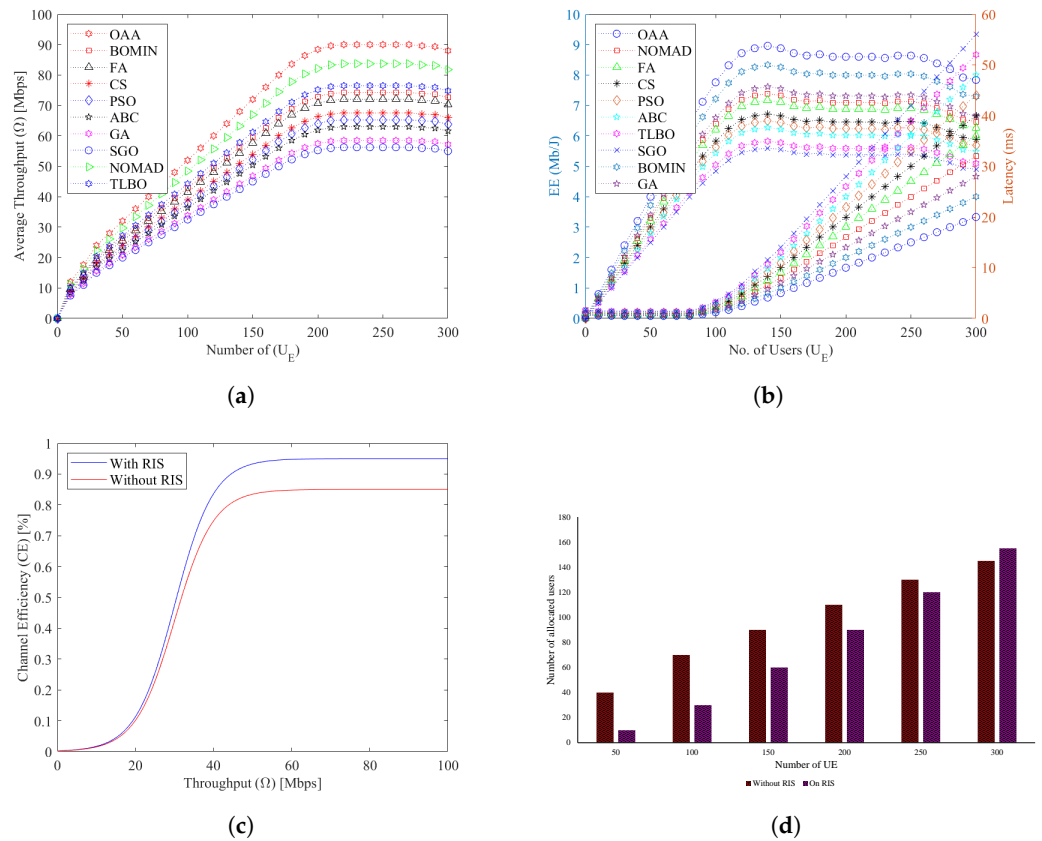 100
90
80
70
60
50
40
30
20
10
0
Average Throughput (Ω) [Mbps]
OAA
BOMIN
FA
CS
PSO
ABC
GA
SGO
NOMAD
TLBO
0 50 100 150 200 250 300
Number of (U_E)
(a)
10
9
8
7
6
5
4
3
2
1
0
EE (Mb/J)
OAA
NOMAD
FA
CS
PSO
ABC
TLBO
SGO
BOMIN
GA
60
50
40
30
20
10
0
Latency (ms)
0 50 100 150 200 250 300
No. of Users (U_E)
(b)
1
0.9
0.8
0.7
0.6
0.5
0.4
0.3
0.2
0.1
0
Channel Efficiency (CE) [%]
With RIS
Without RIS
0 20 40 60 80 100
Throughput (Ω) [Mbps]
(c)
180
160
140
120
100
80
60
40
20
0
Number of allocated users
50 100 150 200 250 300
Number of UE
Without RIS On RIS
(d)